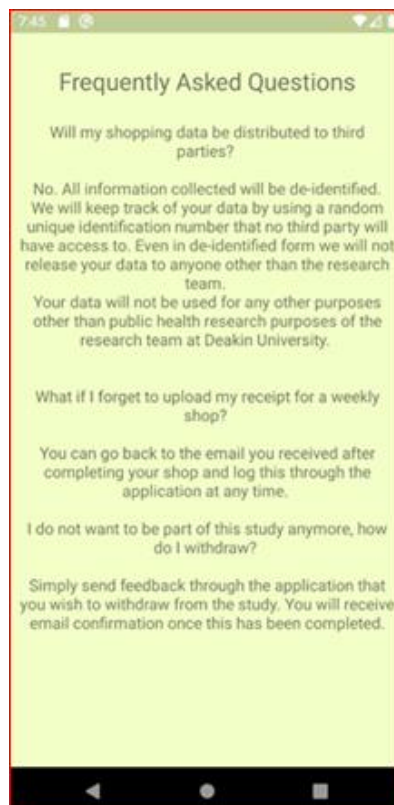 7:45
Frequently Asked Questions
Will my shopping data be distributed to third
parties?
No. All information collected will be de-identified.
We will keep track of your data by using a random
unique identification number that no third party will
have access to. Even in de-identified form we will not
release your data to anyone other than the research
team.
Your data will not be used for any other purposes
other than public health research purposes of the
research team at Deakin University.
What if I forget to upload my receipt for a weekly
shop?
You can go back to the email you received after
completing your shop and log this through the
application at any time.
I do not want to be part of this study anymore, how
do I withdraw?
Simply send feedback through the application that
you wish to withdraw from the study. You will receive
email confirmation once this has been completed.